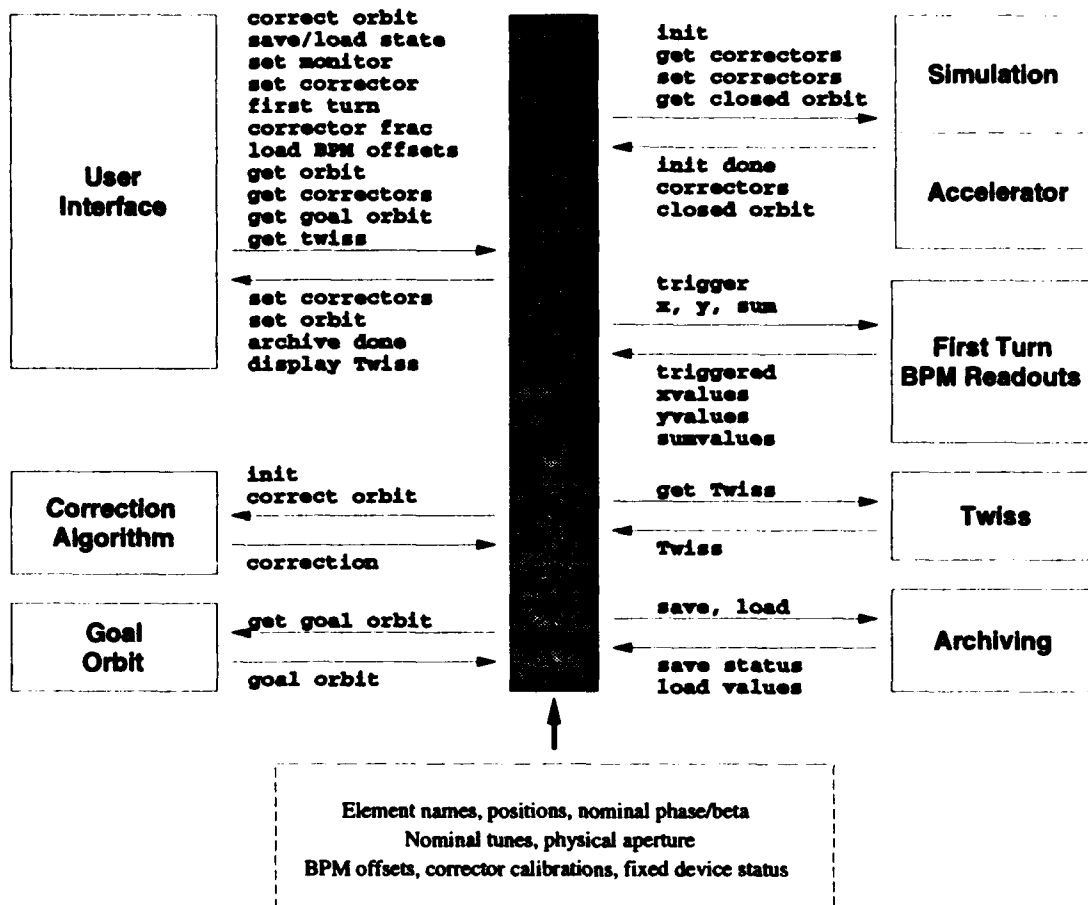 correct orbit
save/load state
set monitor
set corrector
first turn
corrector frac
load BPM offsets
get orbit
get correctors
get goal orbit
get twiss
User
Interface
set correctors
set orbit
archive done
display Twiss
init
correct orbit
Correction
Algorithm
correction
get goal orbit
Goal
Orbit
goal orbit
init
get correctors
set correctors
get closed orbit
Simulation
init done
correctors
closed orbit
Accelerator
trigger
x, y, sum
First Turn
BPM Readouts
triggered
xvalues
yvalues
sumvalues
get Twiss
Twiss
Twiss
save, load
Archiving
save status
load values
Element names, positions, nominal phase/beta
Nominal tunes, physical aperture
BPM offsets, corrector calibrations, fixed device status